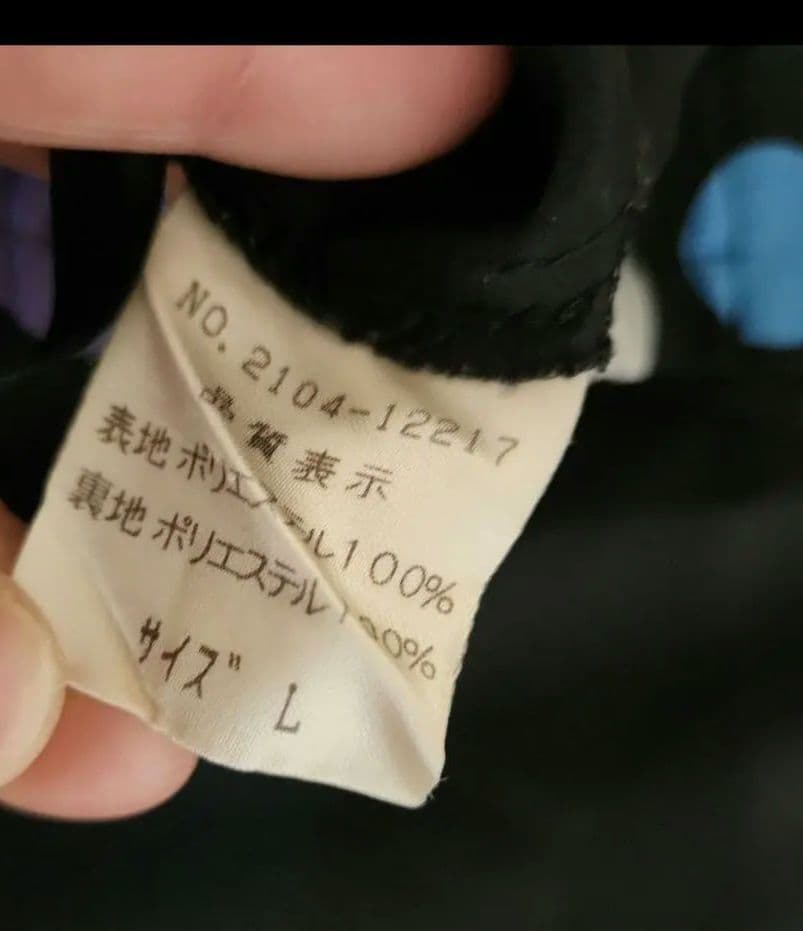 NO. 2104-12217
品質表示
表地 ポリエステル100%
裏地 ポリエステル100%
サイズ L